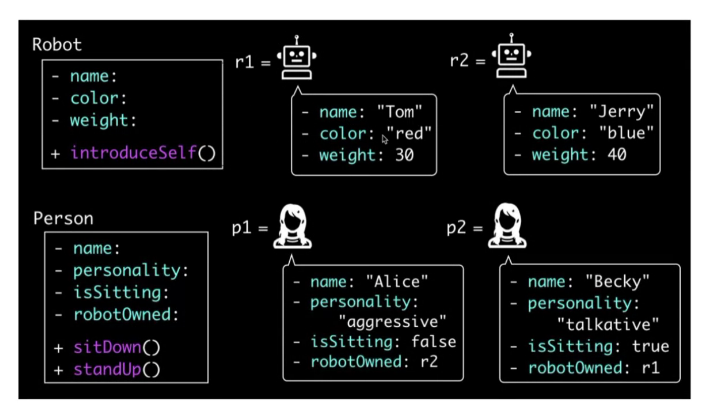 Robot
- name:
- color:
- weight:
+ introduceSelf()
r1 =
- name: "Tom"
- color: "red"
- weight: 30
r2 =
- name: "Jerry"
- color: "blue"
- weight: 40
Person
- name:
- personality:
- isSitting:
- robotOwned:
+ sitDown()
+ standUp()
p1 =
- name: "Alice"
- personality:
"aggressive"
- isSitting: false
- robotOwned: r2
p2 =
- name: "Becky"
- personality:
"talkative"
- isSitting: true
- robotOwned: r1